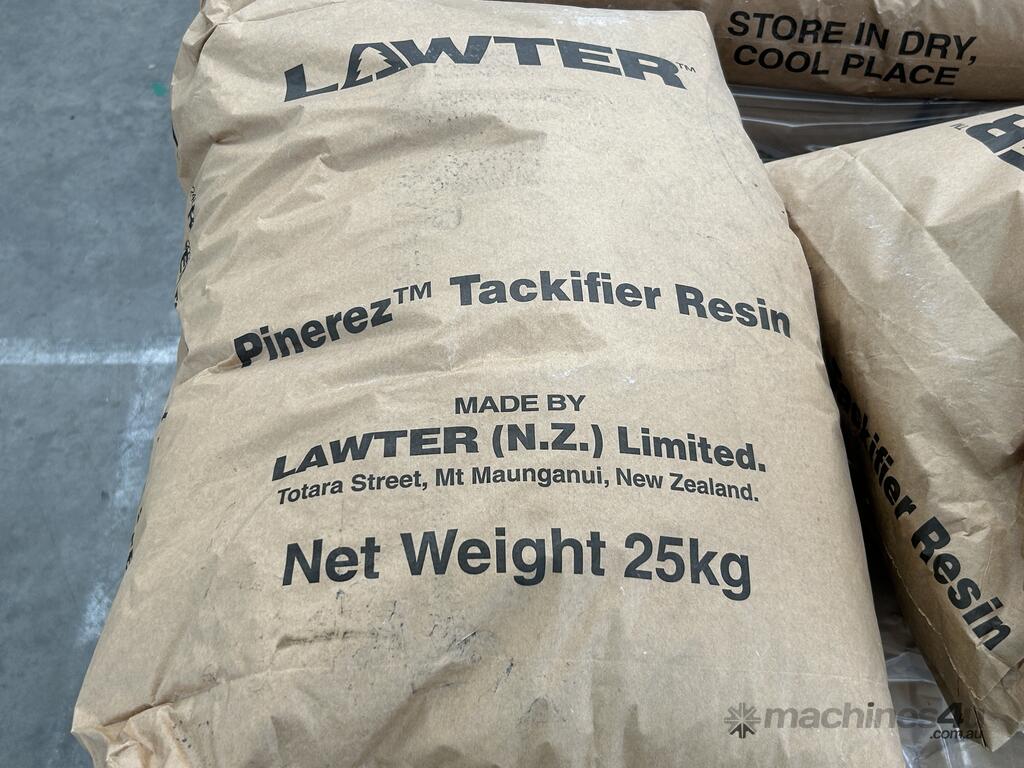 LAWTER™
Pinerez™ Tackifier Resin
MADE BY
LAWTER (N.Z.) Limited.
Totara Street, Mt Maunganui, New Zealand.
Net Weight 25kg
STORE IN DRY,
COOL PLACE
Tackifier Resin
machines4u
.com.au